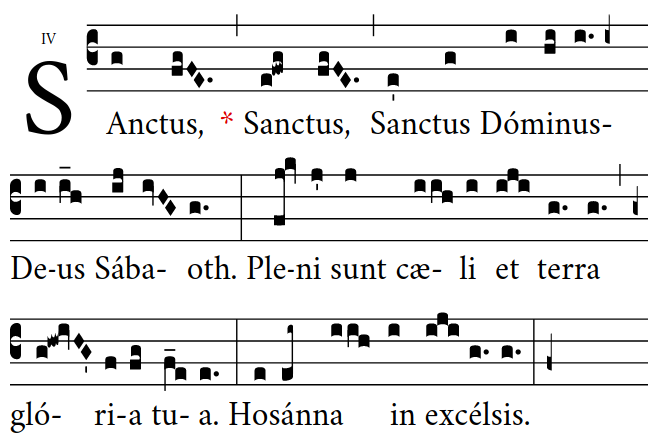 IV
SAnctus, * Sanctus, Sanctus Dóminus-
De-us Sába- oth. Ple-ni sunt cæ- li et terra
gló- ri-a tu- a. Hosánna in excélsis.